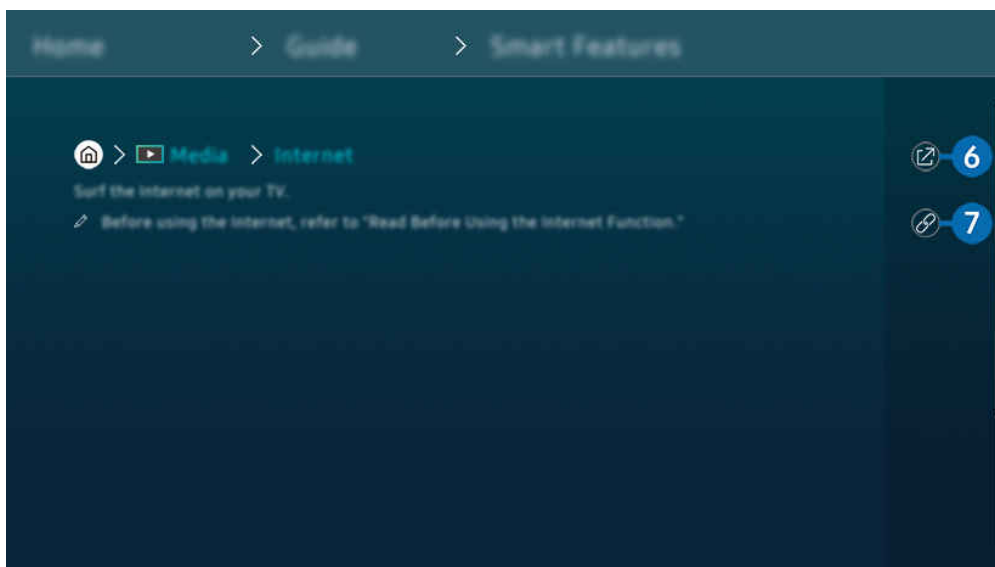 Home > Guide > Smart Features
> Media > Internet
6
Surf the Internet on your TV.
Before using the Internet, refer to "Read Before Using the Internet Function."
7